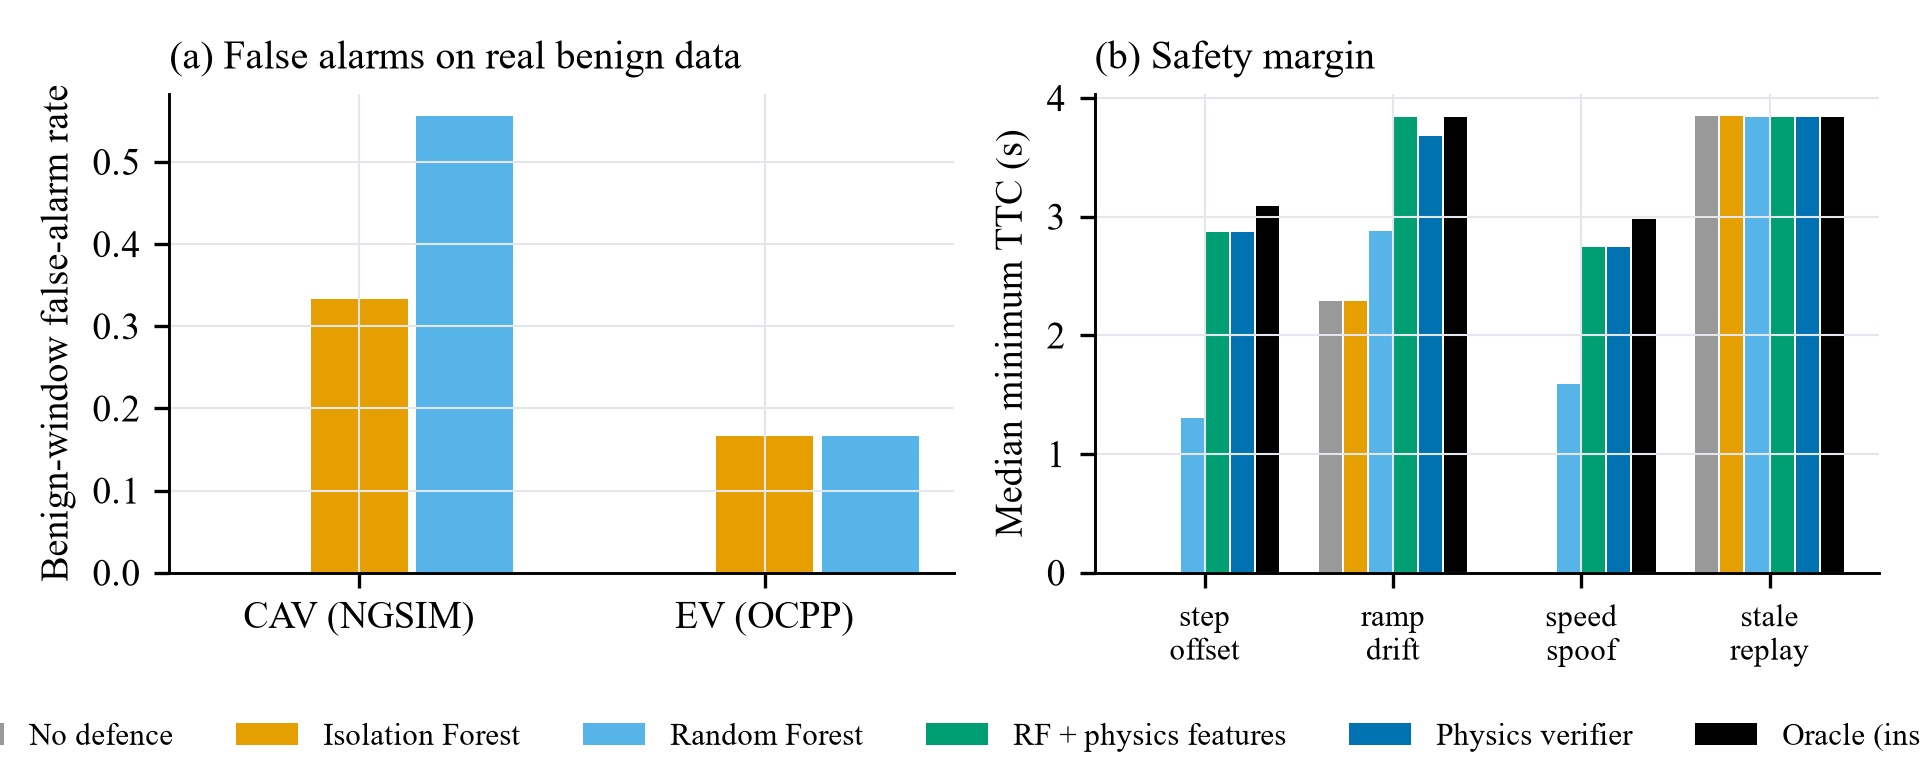 (a) False alarms on real benign data
Benign-window false-alarm rate
0.5
0.4
0.3
0.2
0.1
0.0
CAV (NGSIM)
EV (OCPP)
(b) Safety margin
Median minimum TTC (s)
4
3
2
1
0
step
offset
ramp
drift
speed
spoof
stale
replay
No defence
Isolation Forest
Random Forest
RF + physics features
Physics verifier
Oracle (ins